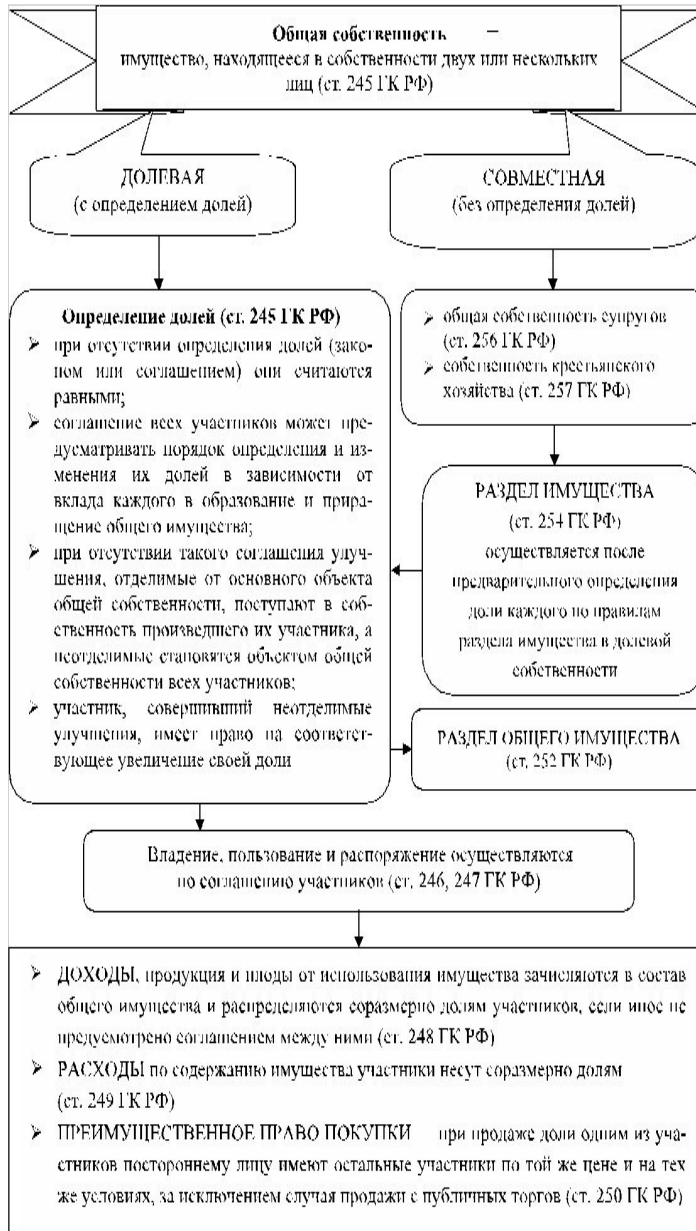 Общая собственность –
имущество, находящееся в собственности двух или нескольких
лиц (ст. 245 ГК РФ)
ДОЛЕВАЯ
(с определением долей)
СОВМЕСТНАЯ
(без определения долей)
Определение долей (ст. 245 ГК РФ)
➢ при отсутствии определения долей (зако-
ном или соглашением) они считаются
равными;
➢ соглашение всех участников может пре-
дусматривать порядок определения и из-
менения их долей в зависимости от
вклада каждого в образование и прира-
щение общего имущества;
➢ при отсутствии такого соглашения улуч-
шения, отделимые от основного объекта
общей собственности, поступают в соб-
ственность произведшего их участника, а
неотделимые становятся объектом общей
собственности всех участников;
➢ участник, совершивший неотделимые
улучшения, имеет право на соответст-
вующее увеличение своей доли
➢ общая собственность супругов
(ст. 256 ГК РФ)
➢ собственность крестьянского
хозяйства (ст. 257 ГК РФ)
РАЗДЕЛ ИМУЩЕСТВА
(ст. 254 ГК РФ)
осуществляется после
предварительного определения
доли каждого по правилам
раздела имущества в долевой
собственности
РАЗДЕЛ ОБЩЕГО ИМУЩЕСТВА
(ст. 252 ГК РФ)
Владение, пользование и распоряжение осуществляются
по соглашению участников (ст. 246, 247 ГК РФ)
➢ ДОХОДЫ, продукция и плоды от использования имущества зачисляются в состав
общего имущества и распределяются соразмерно долям участников, если иное не
предусмотрено соглашением между ними (ст. 248 ГК РФ)
➢ РАСХОДЫ по содержанию имущества участники несут соразмерно долям
(ст. 249 ГК РФ)
➢ ПРЕИМУЩЕСТВЕННОЕ ПРАВО ПОКУПКИ при продаже доли одним из уча-
стников постороннему лицу имеют остальные участники по той же цене и на тех
же условиях, за исключением случая продажи с публичных торгов (ст. 250 ГК РФ)